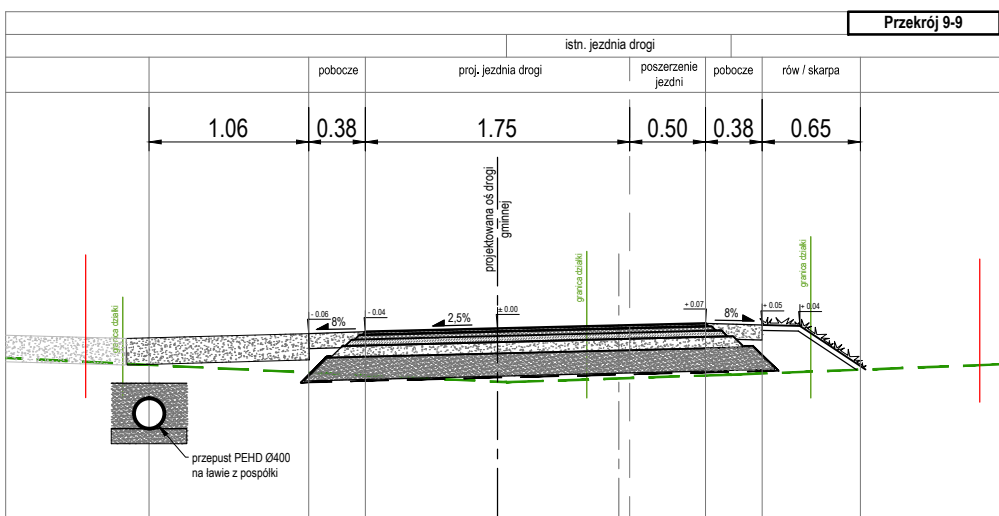 Przekrój 9-9
istn. jezdnia drogi
pobocze
proj. jezdnia drogi
poszerzenie
jezdni
pobocze
rów / skarpa
1.06
0.38
1.75
0.50
0.38
0.65
projektowana oś drogi
gminnej
granica działki
granica działki
granica działki
- 0.06
8%
- 0.04
2,5%
± 0.00
+ 0.07
8%
+ 0.05
+ 0.04
przepust PEHD Ø400
na ławie z pospółki